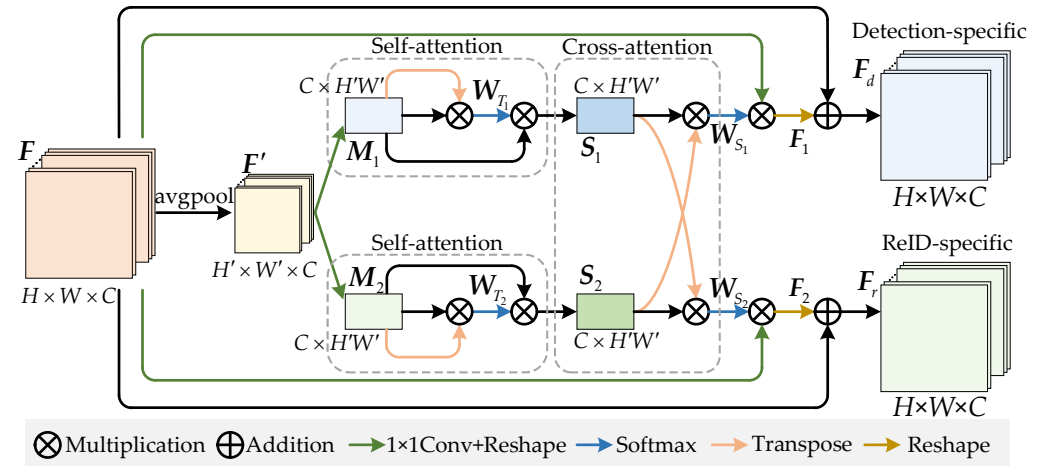 Self-attention
Cross-attention
Detection-specific
C × H'W'
W_{T_1}
C × H'W'
F_d
M_1
S_1
W_{S_1}
F_1
F
F'
avgpool
H×W×C
Self-attention
ReID-specific
H' × W' × C
M_2
W_{T_2}
S_2
W_{S_2}
F_2
F_r
H × W × C
C × H'W'
C × H'W'
H×W×C
Multiplication
Addition
1×1Conv+Reshape
Softmax
Transpose
Reshape